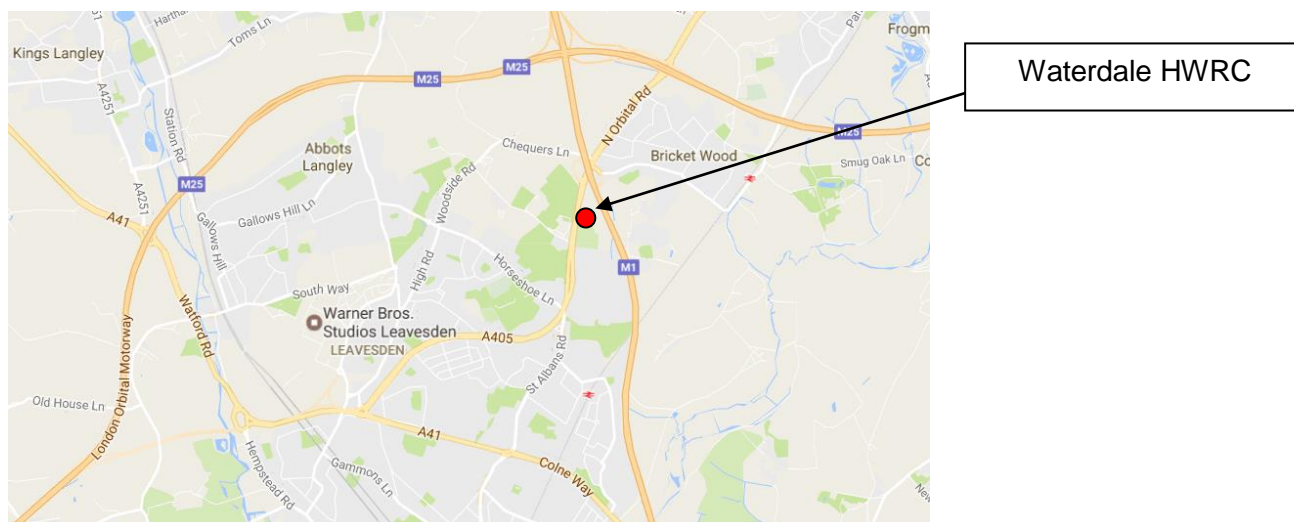 Kings Langley
Toms Ln
A4251
Station Rd
A4251
M25
M25
N Orbital Rd
Waterdale HWRC
Abbots
Langley
Chequers Ln
Bricket Wood
M25
Smug Oak Ln
M25
Woodside Rd
Gallows Hill Ln
A41
Gallows Hill
High Rd
Horseshoe Ln
M1
South Way
Warner Bros.
Studios Leavesden
LEAVESDEN
A405
Watford Rd
London Orbital Motorway
St Albans Rd
Old House Ln
A41
Hempstead Rd
Gammons Ln
Colne Way